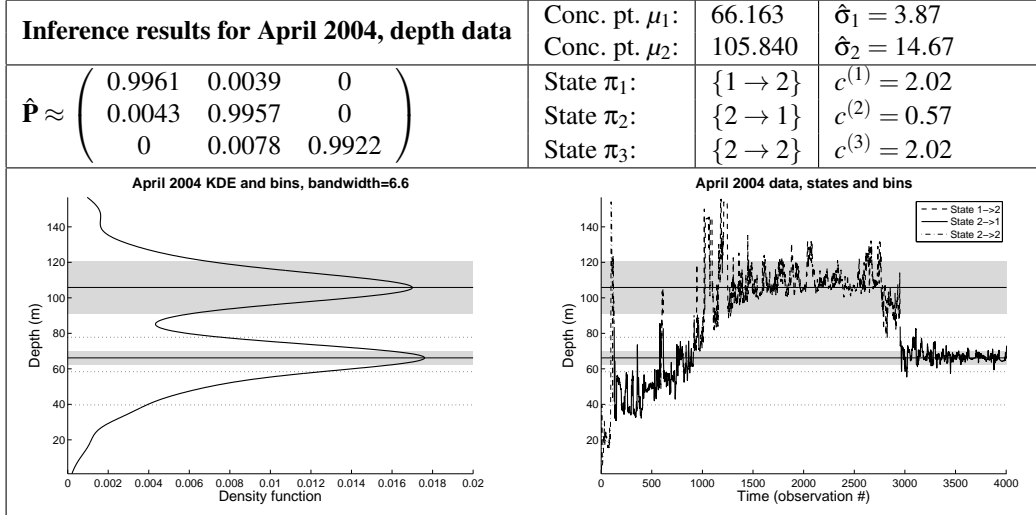 Inference results for April 2004, depth data
Conc. pt. μ₁: 66.163 σ̂₁ = 3.87
Conc. pt. μ₂: 105.840 σ̂₂ = 14.67
P̂ ≈
0.9961 0.0039 0
0.0043 0.9957 0
0 0.0078 0.9922
State π₁: {1 → 2} c⁽¹⁾ = 2.02
State π₂: {2 → 1} c⁽²⁾ = 0.57
State π₃: {2 → 2} c⁽³⁾ = 2.02
April 2004 KDE and bins, bandwidth=6.6
140
120
100
80
60
40
20
Depth (m)
0 0.002 0.004 0.006 0.008 0.01 0.012 0.014 0.016 0.018 0.02
Density function
April 2004 data, states and bins
State 1->2
State 2->1
State 2->2
140
120
100
80
60
40
20
Depth (m)
0 500 1000 1500 2000 2500 3000 3500 4000
Time (observation #)